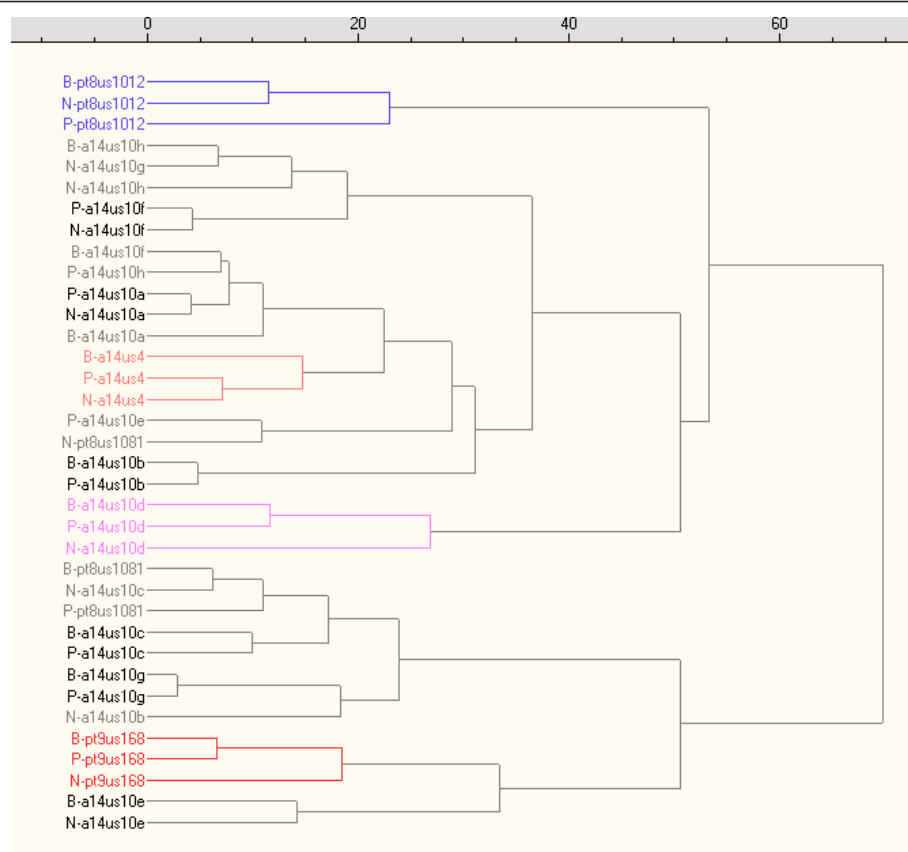 0 20 40 60
B-pt8us1012
N-pt8us1012
P-pt8us1012
B-a14us10h
N-a14us10g
N-a14us10h
P-a14us10f
N-a14us10f
B-a14us10f
P-a14us10h
P-a14us10a
N-a14us10a
B-a14us10a
B-a14us4
P-a14us4
N-a14us4
P-a14us10e
N-pt8us1081
B-a14us10b
P-a14us10b
B-a14us10d
P-a14us10d
N-a14us10d
B-pt8us1081
N-a14us10c
P-pt8us1081
B-a14us10c
P-a14us10c
B-a14us10g
P-a14us10g
N-a14us10b
B-pt9us168
P-pt9us168
N-pt9us168
B-a14us10e
N-a14us10e